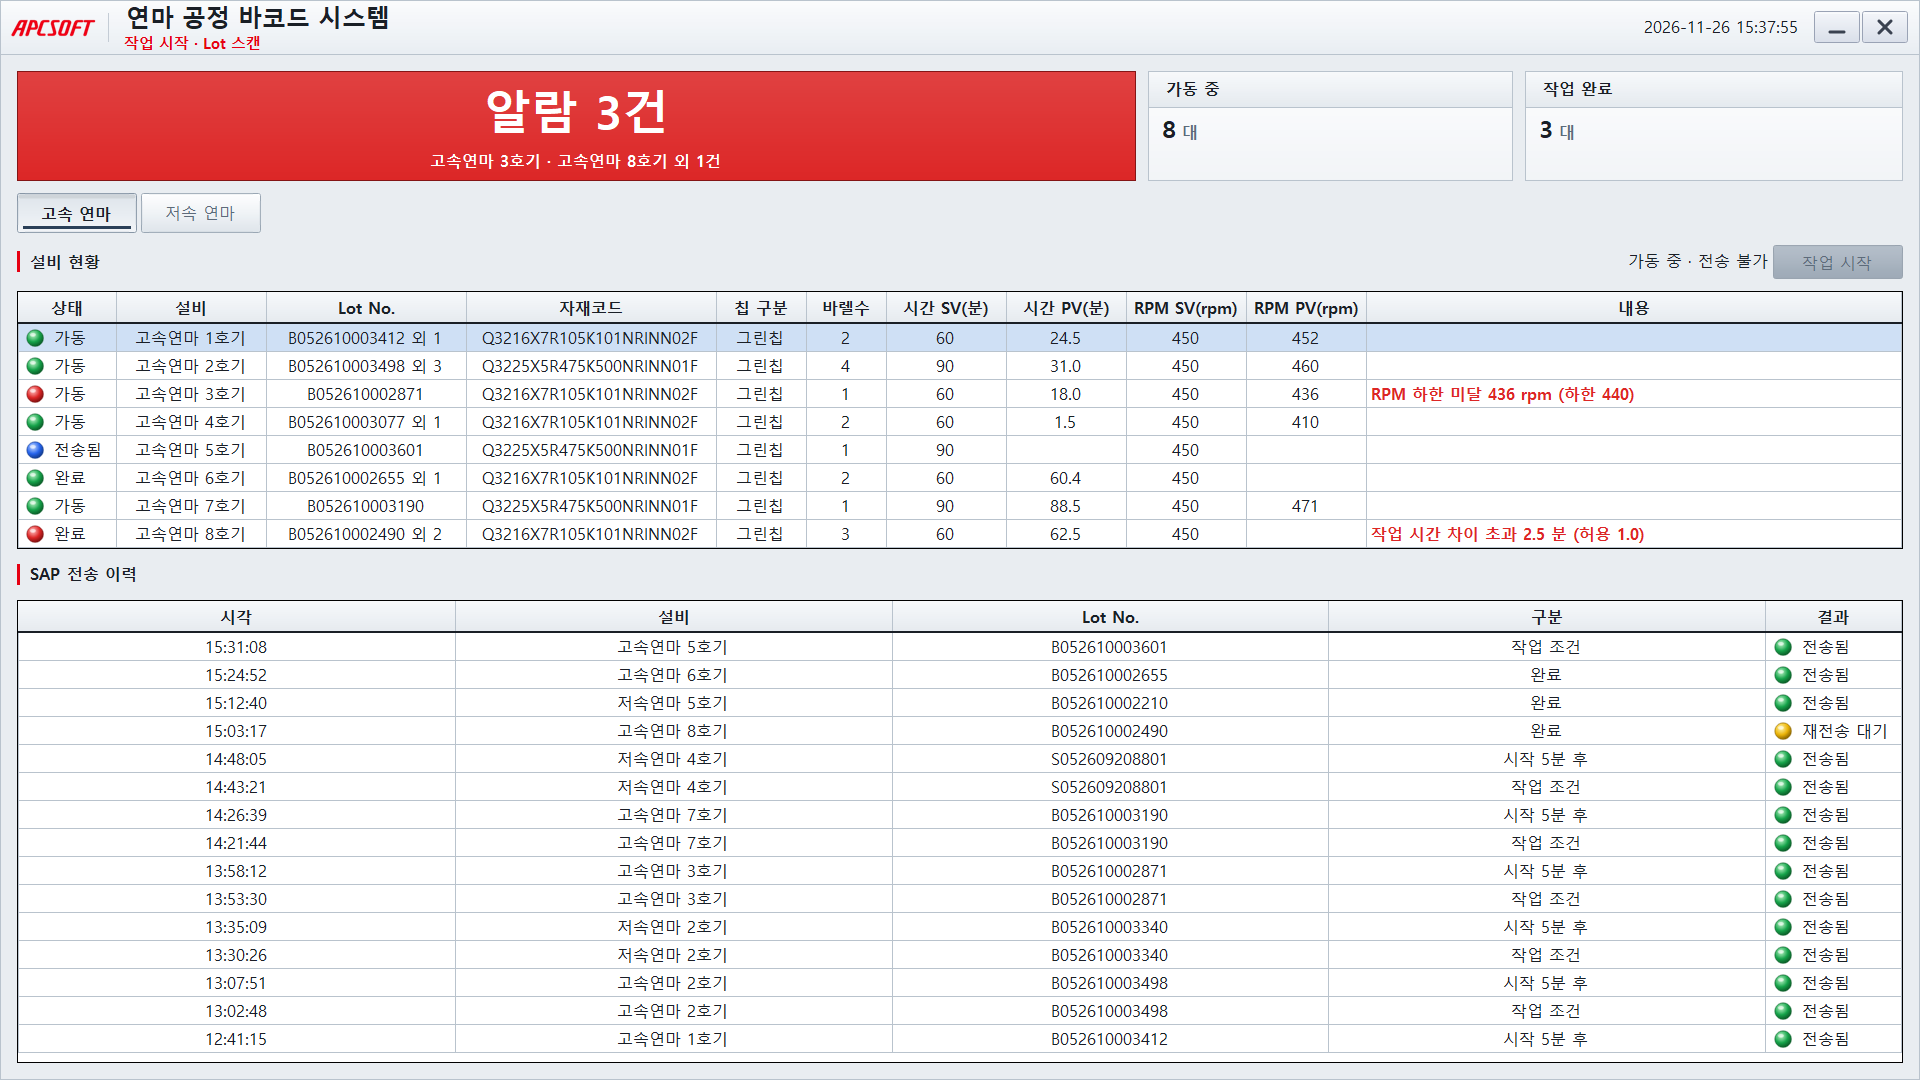 APCSOFT
연마 공정 바코드 시스템
작업 시작 · Lot 스캔
2026-11-26 15:37:55
알람 3건
고속연마 3호기 · 고속연마 8호기 외 1건
가동 중
8 대
작업 완료
3 대
고속 연마
저속 연마
설비 현황
가동 중 · 전송 불가
작업 시작
상태 설비 Lot No. 자재코드 칩 구분 바렐수 시간 SV(분) 시간 PV(분) RPM SV(rpm) RPM PV(rpm) 내용
가동 고속연마 1호기 B052610003412 외 1 Q3216X7R105K101NRINN02F 그린칩 2 60 24.5 450 452
가동 고속연마 2호기 B052610003498 외 3 Q3225X5R475K500NRINN01F 그린칩 4 90 31.0 450 460
가동 고속연마 3호기 B052610002871 Q3216X7R105K101NRINN02F 그린칩 1 60 18.0 450 436 RPM 하한 미달 436 rpm (하한 440)
가동 고속연마 4호기 B052610003077 외 1 Q3216X7R105K101NRINN02F 그린칩 2 60 1.5 450 410
전송됨 고속연마 5호기 B052610003601 Q3225X5R475K500NRINN01F 그린칩 1 90 450
완료 고속연마 6호기 B052610002655 외 1 Q3216X7R105K101NRINN02F 그린칩 2 60 60.4 450
가동 고속연마 7호기 B052610003190 Q3225X5R475K500NRINN01F 그린칩 1 90 88.5 450 471
완료 고속연마 8호기 B052610002490 외 2 Q3216X7R105K101NRINN02F 그린칩 3 60 62.5 450 작업 시간 차이 초과 2.5 분 (허용 1.0)
SAP 전송 이력
시각 설비 Lot No. 구분 결과
15:31:08 고속연마 5호기 B052610003601 작업 조건 전송됨
15:24:52 고속연마 6호기 B052610002655 완료 전송됨
15:12:40 저속연마 5호기 B052610002210 완료 전송됨
15:03:17 고속연마 8호기 B052610002490 완료 재전송 대기
14:48:05 저속연마 4호기 S052609208801 시작 5분 후 전송됨
14:43:21 저속연마 4호기 S052609208801 작업 조건 전송됨
14:26:39 고속연마 7호기 B052610003190 시작 5분 후 전송됨
14:21:44 고속연마 7호기 B052610003190 작업 조건 전송됨
13:58:12 고속연마 3호기 B052610002871 시작 5분 후 전송됨
13:53:30 고속연마 3호기 B052610002871 작업 조건 전송됨
13:35:09 저속연마 2호기 B052610003340 시작 5분 후 전송됨
13:30:26 저속연마 2호기 B052610003340 작업 조건 전송됨
13:07:51 고속연마 2호기 B052610003498 시작 5분 후 전송됨
13:02:48 고속연마 2호기 B052610003498 작업 조건 전송됨
12:41:15 고속연마 1호기 B052610003412 시작 5분 후 전송됨